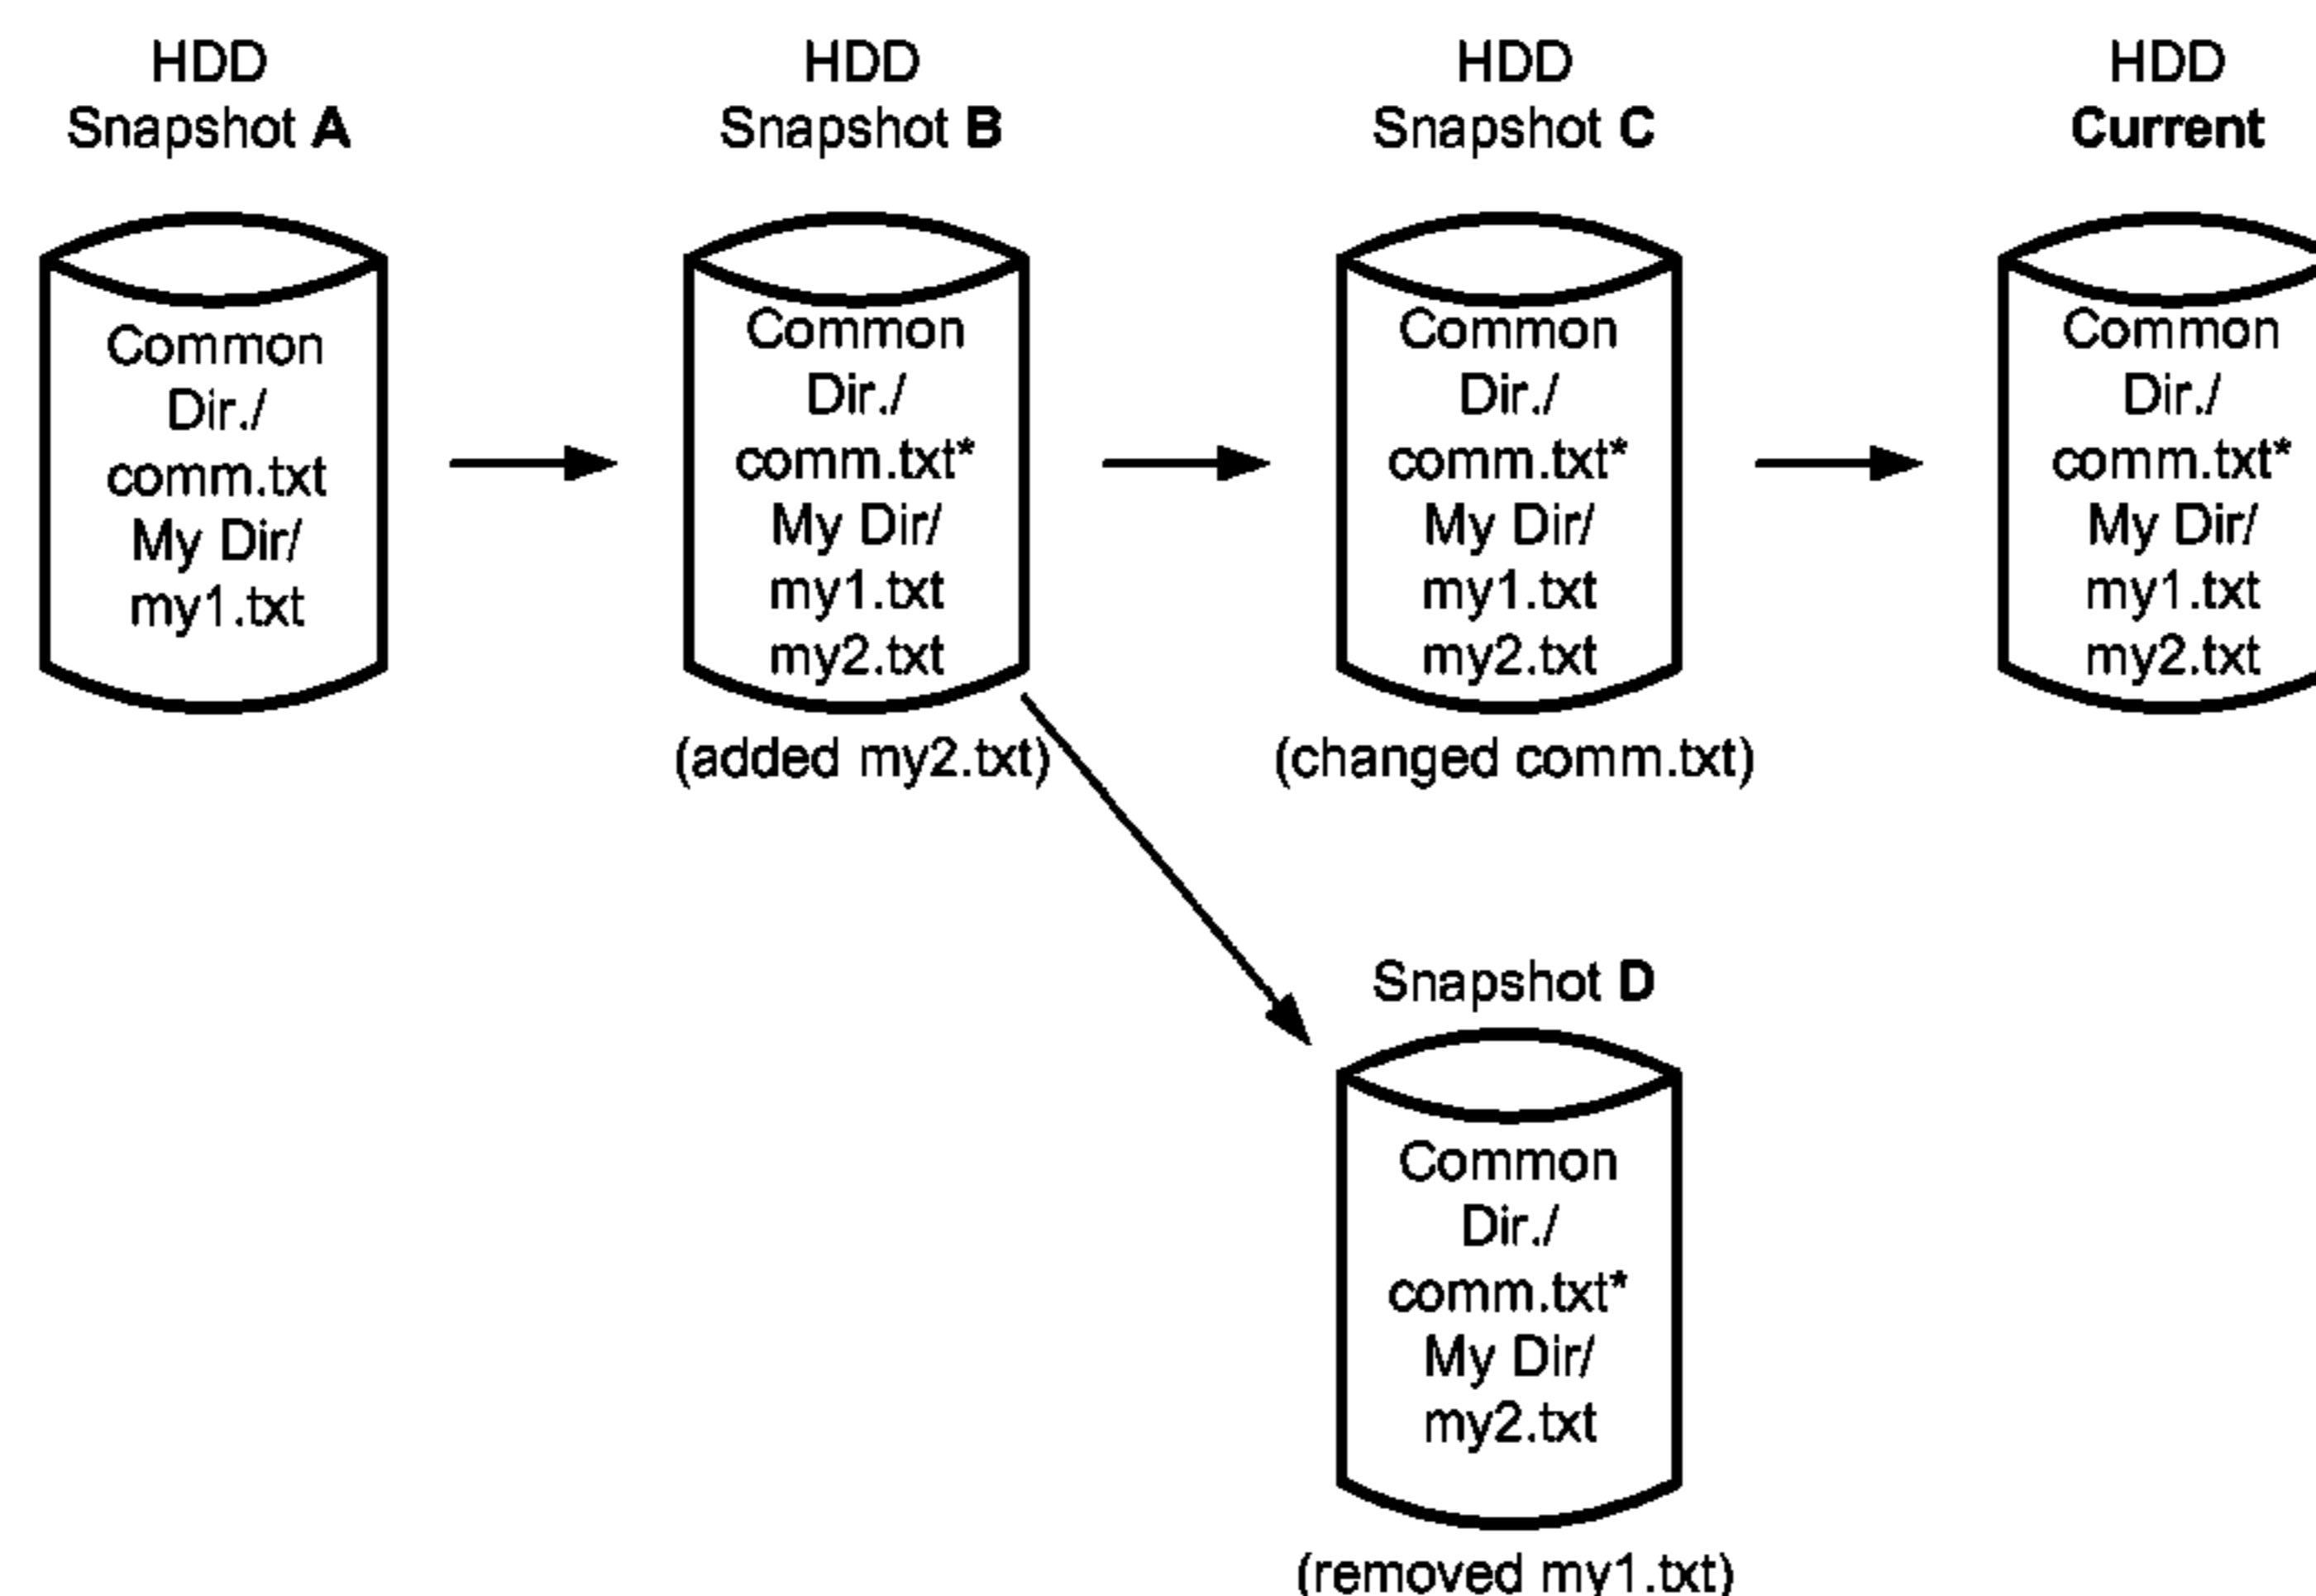 HDD
Snapshot A
HDD
Snapshot B
HDD
Snapshot C
HDD
Current
Common
Dir./
comm.txt
My Dir/
my1.txt
Common
Dir./
comm.txt*
My Dir/
my1.txt
my2.txt
(added my2.txt)
Common
Dir./
comm.txt*
My Dir/
my1.txt
my2.txt
(changed comm.txt)
Common
Dir./
comm.txt*
My Dir/
my1.txt
my2.txt
Snapshot D
Common
Dir./
comm.txt*
My Dir/
my2.txt
(removed my1.txt)